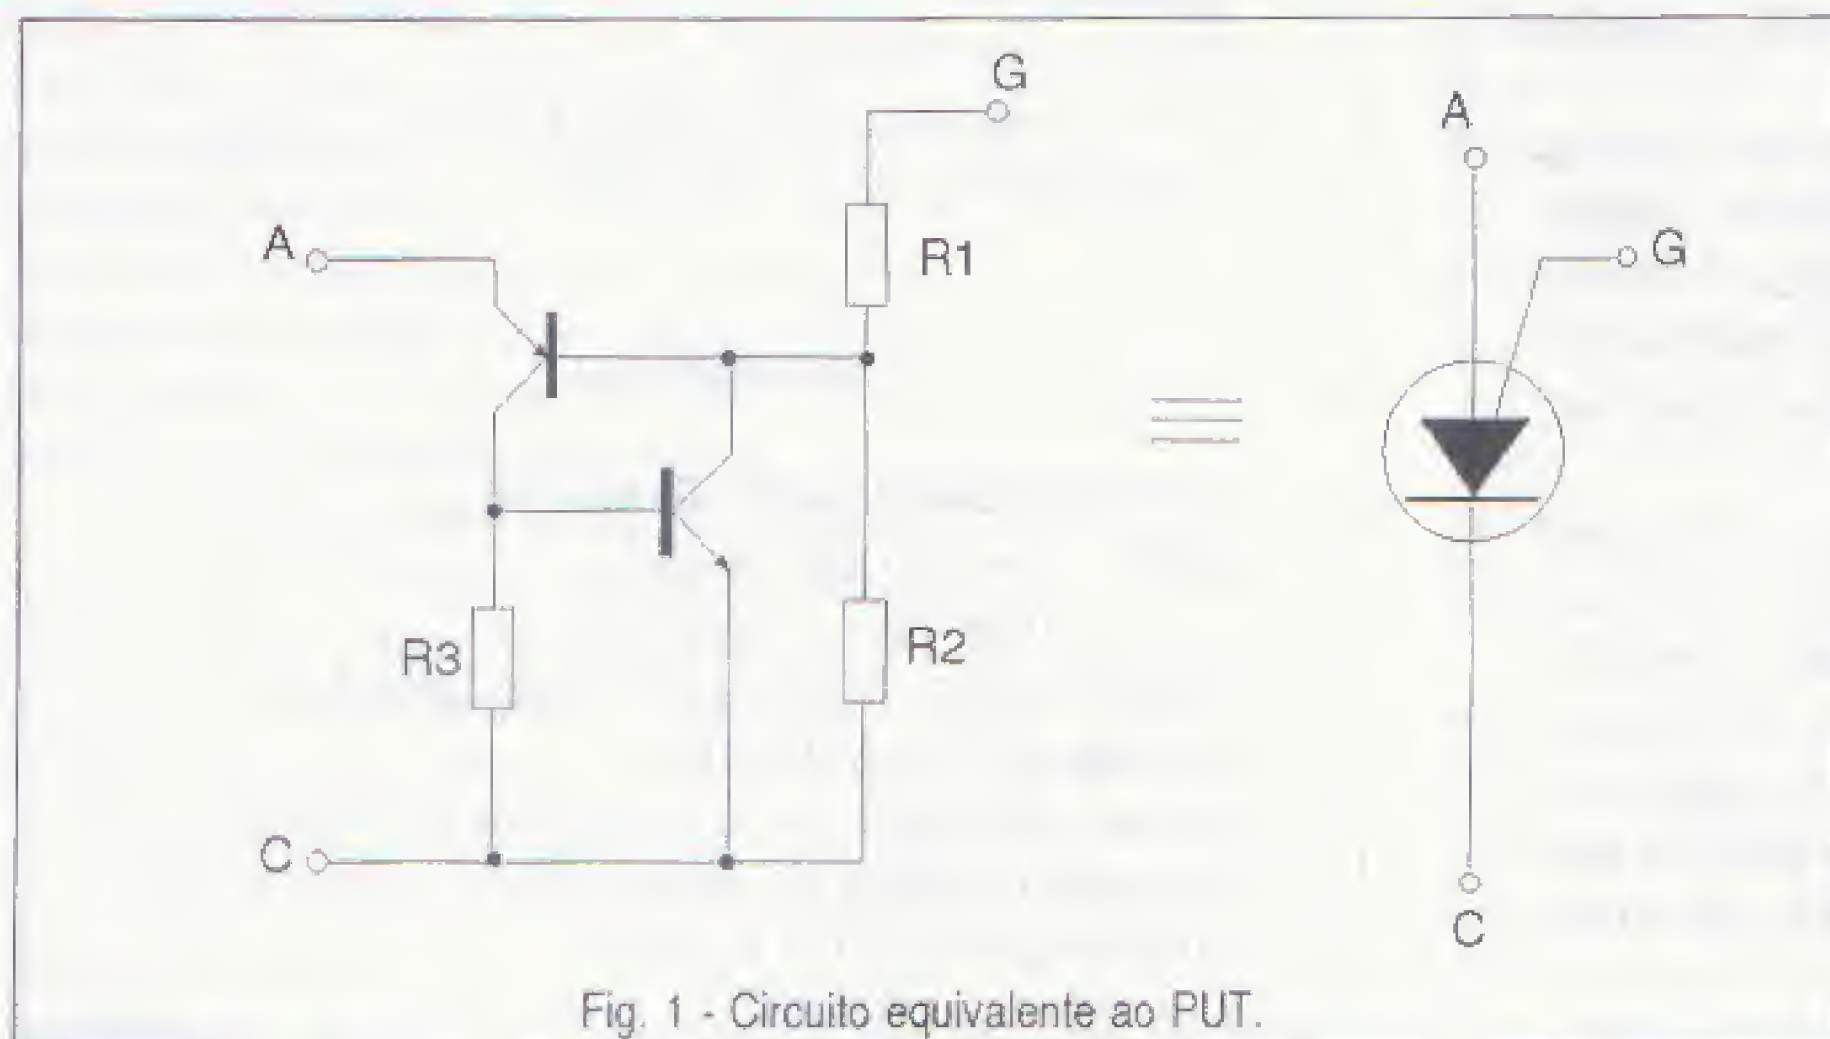 G
A
R1
R3
R2
C
A
G
C
Fig. 1 - Circuito equivalente ao PUT.